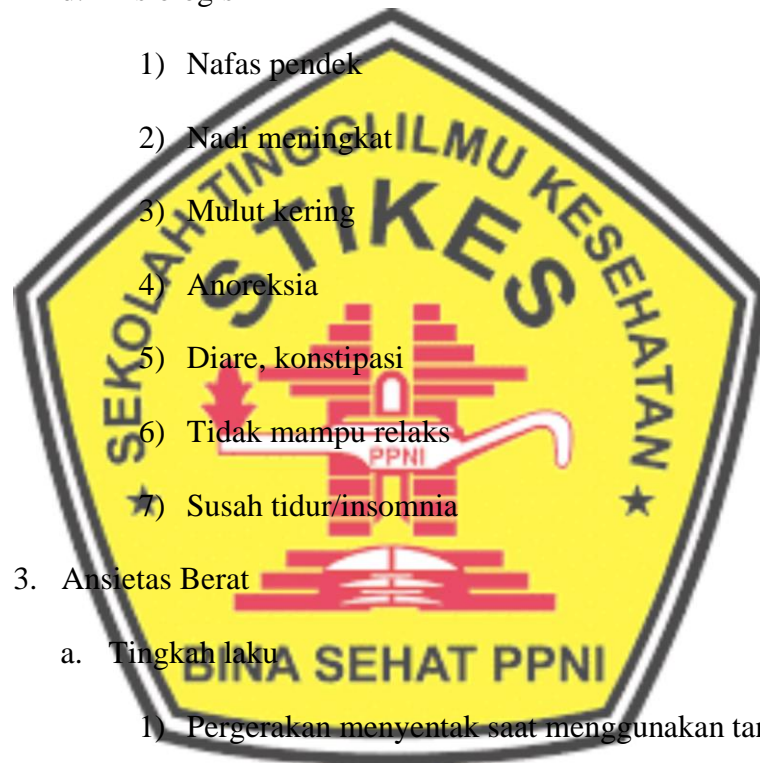 1) Nafas pendek
2) Nadi meningkat
3) Mulut kering
4) Anoreksia
5) Diare, konstipasi
6) Tidak mampu relaks
7) Susah tidur/insomnia
3. Ansietas Berat
a. Tingkah laku
1) Pergerakan menyentak saat menggunakan
SEKOLAH TINGGI ILMU KESEHATAN
STIKES
PPNI
BINA SEHAT PPNI